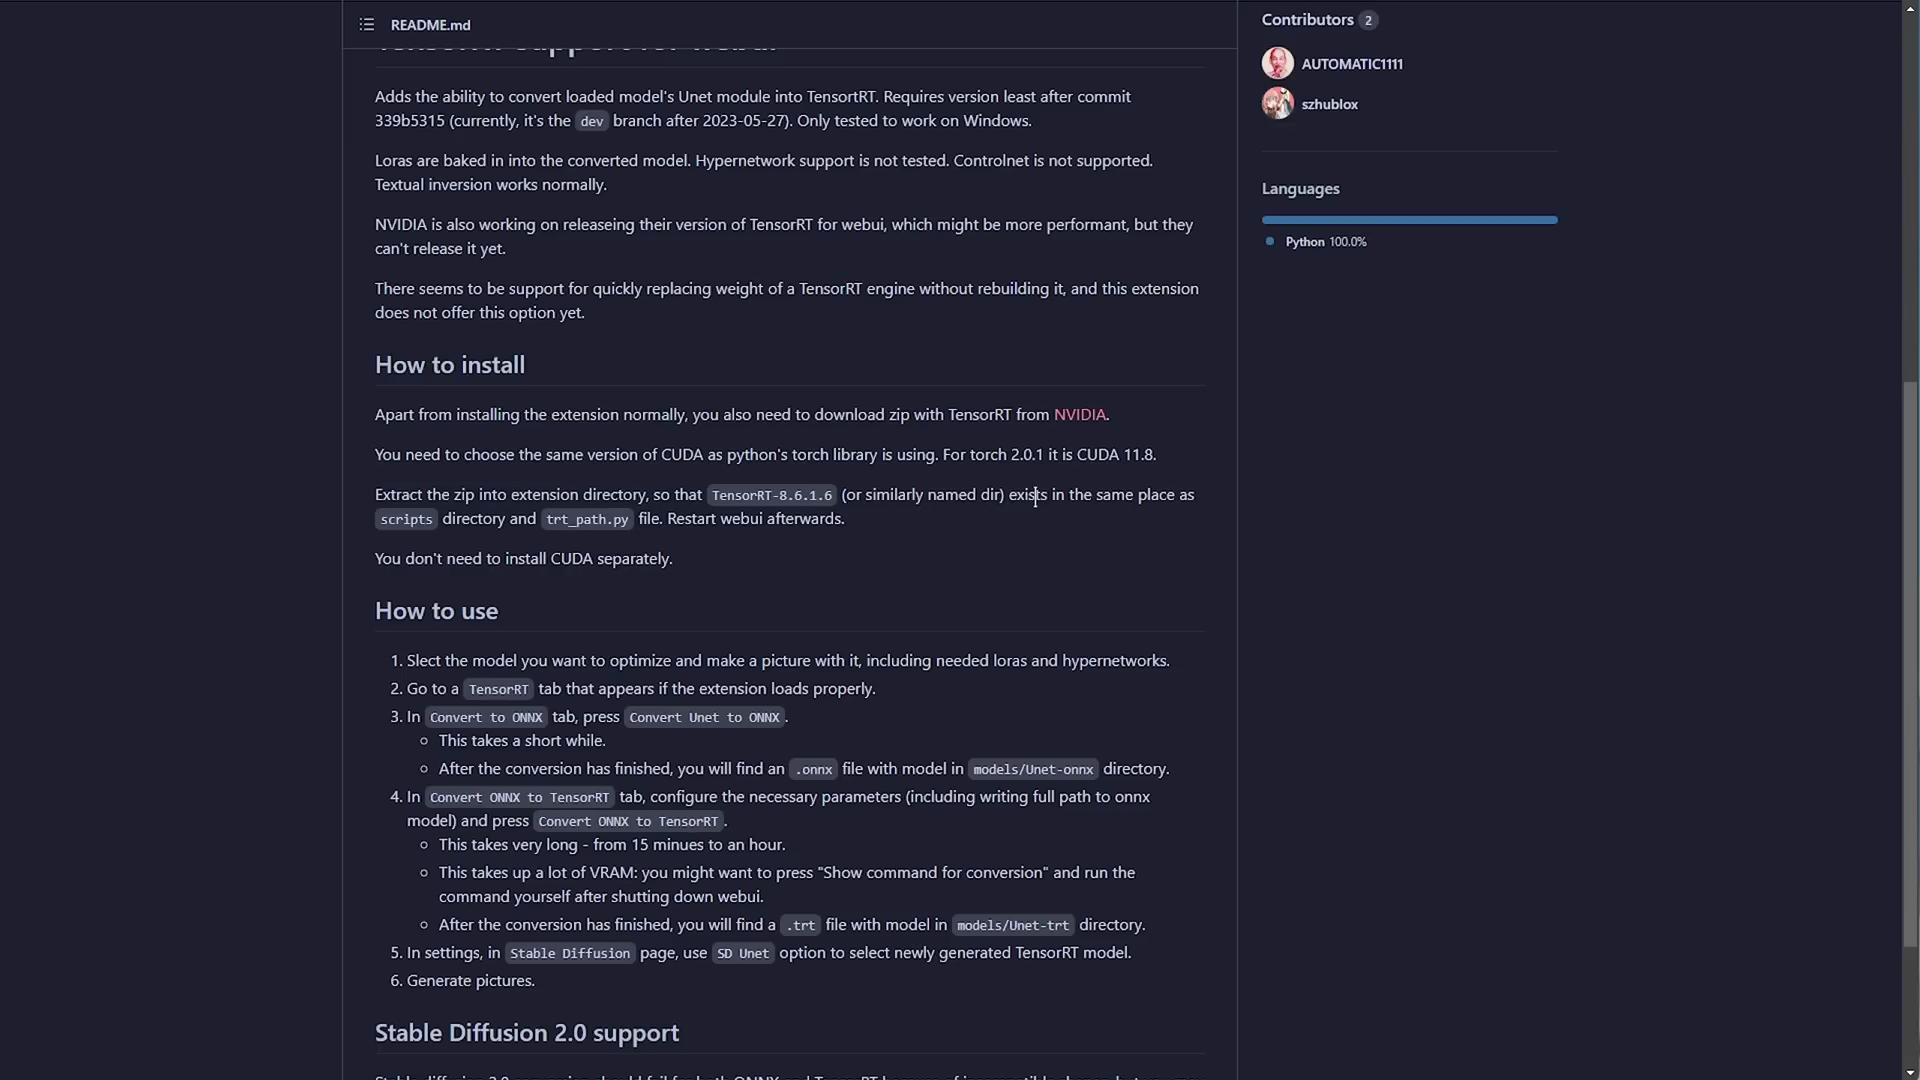 README.md
Adds the ability to convert loaded model's Unet module into TensortRT. Requires version least after commit
339b5315 (currently, it's the dev branch after 2023-05-27). Only tested to work on Windows.
Loras are baked in into the converted model. Hypernetwork support is not tested. Controlnet is not supported.
Textual inversion works normally.
NVIDIA is also working on releaseing their version of TensorRT for webui, which might be more performant, but they
can't release it yet.
There seems to be support for quickly replacing weight of a TensorRT engine without rebuilding it, and this extension
does not offer this option yet.
How to install
Apart from installing the extension normally, you also need to download zip with TensorRT from NVIDIA.
You need to choose the same version of CUDA as python's torch library is using. For torch 2.0.1 it is CUDA 11.8.
Extract the zip into extension directory, so that TensorRT-8.6.1.6 (or similarly named dir) exists in the same place as
scripts directory and trt_path.py file. Restart webui afterwards.
You don't need to install CUDA separately.
How to use
1. Slect the model you want to optimize and make a picture with it, including needed loras and hypernetworks.
2. Go to a TensorRT tab that appears if the extension loads properly.
3. In Convert to ONNX tab, press Convert Unet to ONNX.
This takes a short while.
After the conversion has finished, you will find an .onnx file with model in models/Unet-onnx directory.
4. In Convert ONNX to TensorRT tab, configure the necessary parameters (including writing full path to onnx
model) and press Convert ONNX to TensorRT.
This takes very long - from 15 minues to an hour.
This takes up a lot of VRAM: you might want to press "Show command for conversion" and run the
command yourself after shutting down webui.
After the conversion has finished, you will find a .trt file with model in models/Unet-trt directory.
5. In settings, in Stable Diffusion page, use SD Unet option to select newly generated TensorRT model.
6. Generate pictures.
Stable Diffusion 2.0 support
Contributors 2
AUTOMATIC1111
szhublox
Languages
Python 100.0%